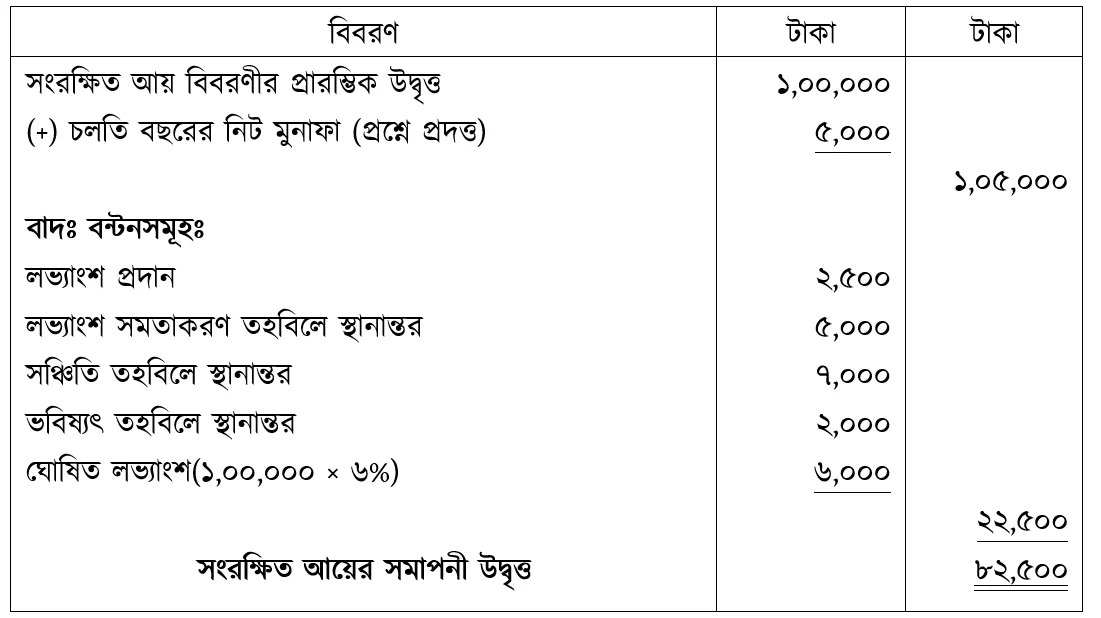 বিবরণ টাকা টাকা
সংরক্ষিত আয় বিবরণীর প্রারম্ভিক উদ্বৃত্ত ১,০০,০০০
(+) চলতি বছরের নিট মুনাফা (প্রশ্নে প্রদত্ত) ৫,০০০
১,০৫,০০০
বাদঃ বন্টনসমূহঃ
লভ্যাংশ প্রদান ২,৫০০
লভ্যাংশ সমতাকরণ তহবিলে স্থানান্তর ৫,০০০
সঞ্চিতি তহবিলে স্থানান্তর ৭,০০০
ভবিষ্যৎ তহবিলে স্থানান্তর ২,০০০
ঘোষিত লভ্যাংশ(১,০০,০০০ × ৬%) ৬,০০০
২২,৫০০
সংরক্ষিত আয়ের সমাপনী উদ্বৃত্ত ৮২,৫০০